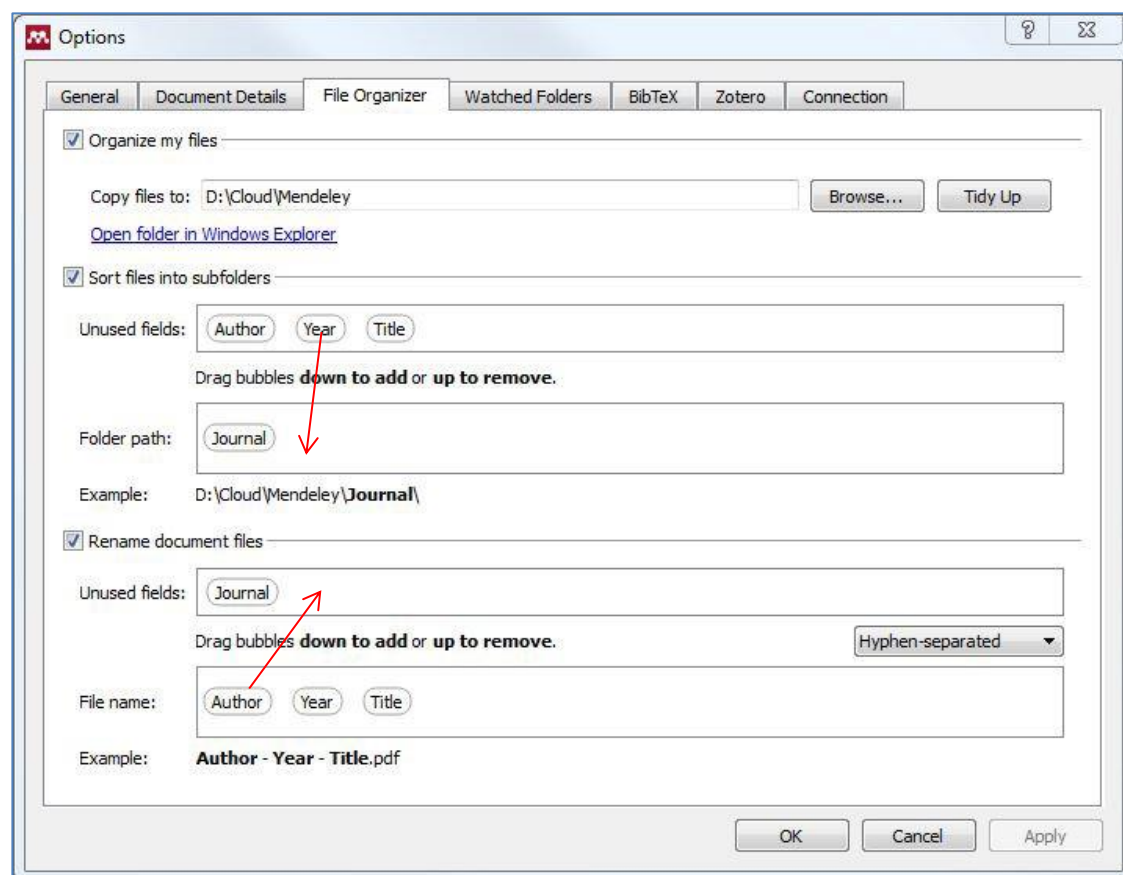 Options
General Document Details File Organizer Watched Folders BibTeX Zotero Connection
Organize my files
Copy files to: D:\Cloud\Mendeley Browse... Tidy Up
Open folder in Windows Explorer
Sort files into subfolders
Unused fields: Author Year Title
Drag bubbles down to add or up to remove.
Folder path: Journal
Example: D:\Cloud\Mendeley\Journal\
Rename document files
Unused fields: Journal
Drag bubbles down to add or up to remove. Hyphen-separated
File name: Author Year Title
Example: Author - Year - Title.pdf
OK Cancel Apply